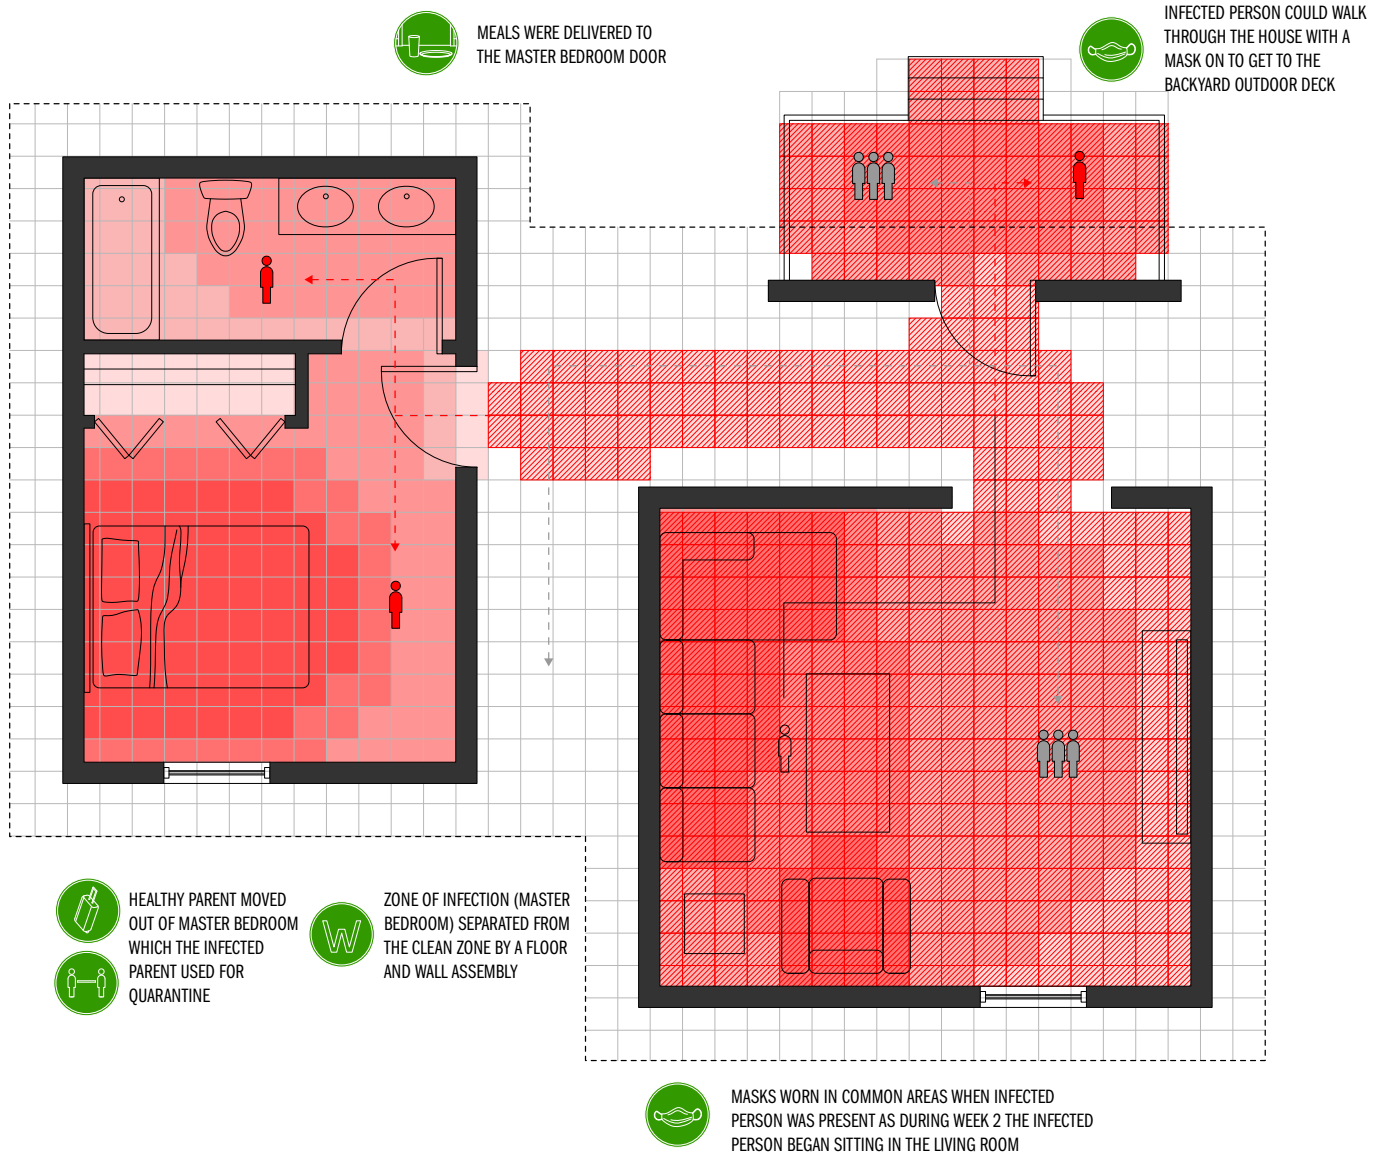 MEALS WERE DELIVERED TO
THE MASTER BEDROOM DOOR
INFECTED PERSON COULD WALK
THROUGH THE HOUSE WITH A
MASK ON TO GET TO THE
BACKYARD OUTDOOR DECK
HEALTHY PARENT MOVED
OUT OF MASTER BEDROOM
WHICH THE INFECTED
PARENT USED FOR
QUARANTINE
W
ZONE OF INFECTION (MASTER
BEDROOM) SEPARATED FROM
THE CLEAN ZONE BY A FLOOR
AND WALL ASSEMBLY
MASKS WORN IN COMMON AREAS WHEN INFECTED
PERSON WAS PRESENT AS DURING WEEK 2 THE INFECTED
PERSON BEGAN SITTING IN THE LIVING ROOM